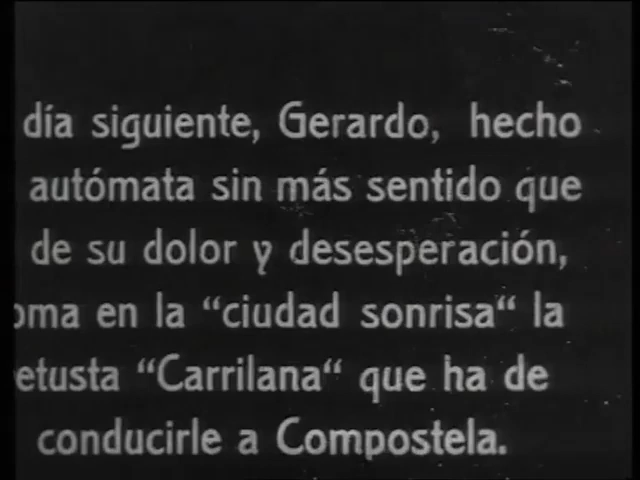 día siguiente, Gerardo, hecho
autómata sin más sentido que
de su dolor y desesperación,
oma en la “ciudad sonrisa“ la
etusta “Carrilana“ que ha de
conducirle a Compostela.